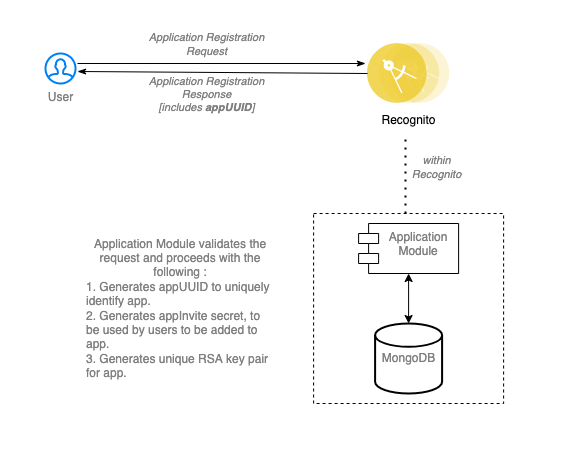 Application Registration
Request
Application Registration
Response
[includes appUUID]
User
Recognito
within
Recognito
Application Module validates the
request and proceeds with the
following :
1. Generates appUUID to uniquely
identify app.
2. Generates appInvite secret, to
be used by users to be added to
app.
3. Generates unique RSA key pair
for app.
Application
Module
MongoDB